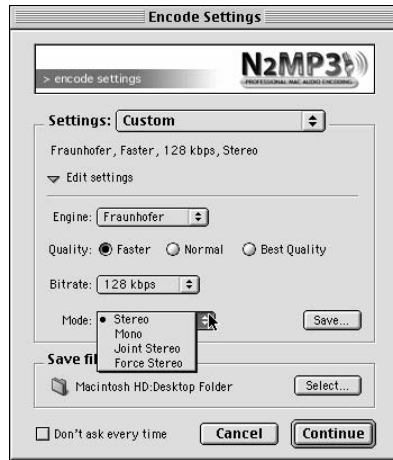 Encode Settings
> encode settings
N2MP3
PROFESSIONAL MAC AUDIO ENCODING
Settings: Custom
Fraunhofer, Faster, 128 kbps, Stereo
Edit settings
Engine: Fraunhofer
Quality: Faster Normal Best Quality
Bitrate: 128 kbps
Mode: • Stereo
Mono
Joint Stereo
Force Stereo
Save...
Save fil
Macintosh HD:Desktop Folder
Select...
Don't ask every time
Cancel
Continue